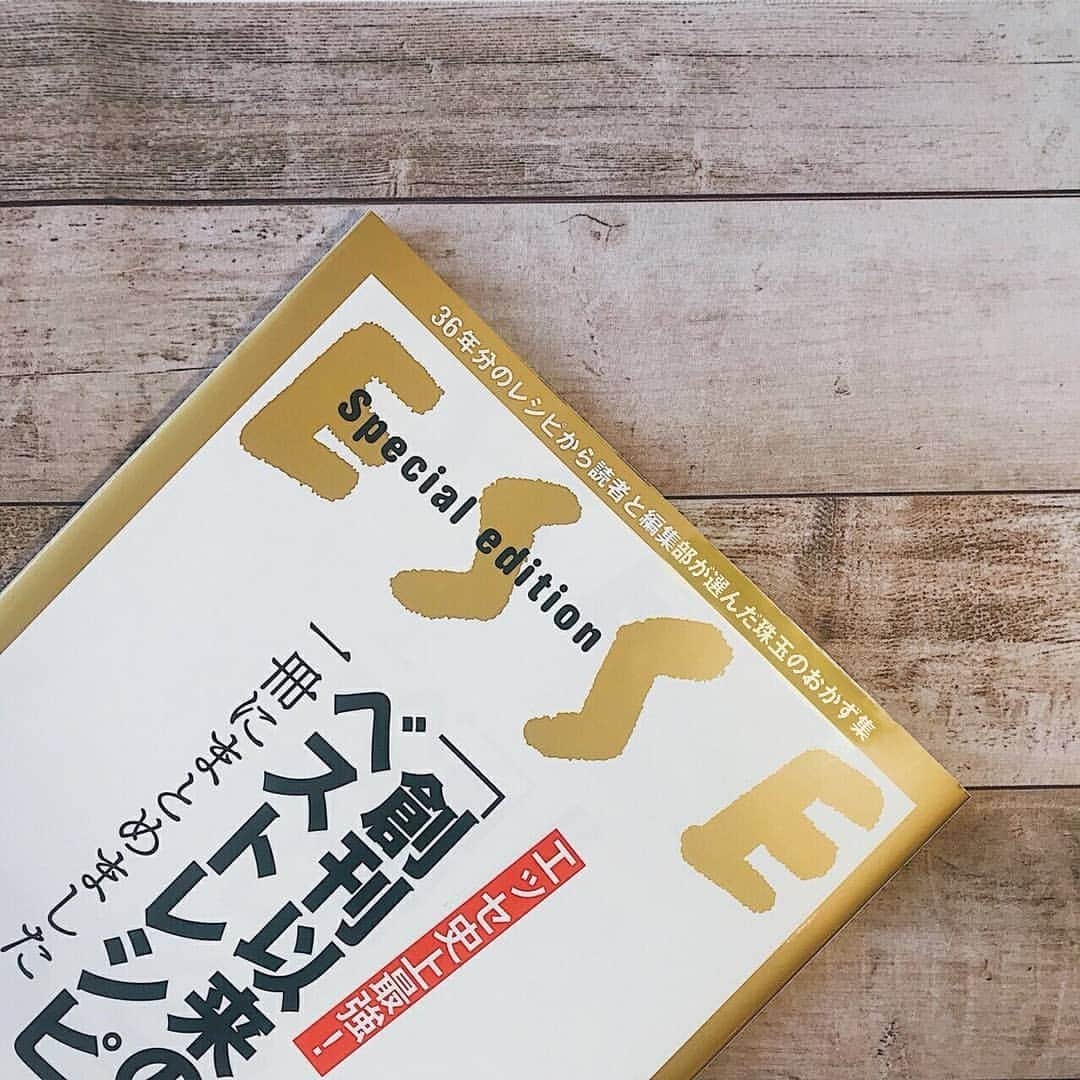 36年分のレシピから読者と編集部が選んだ珠玉のおかず集
ESSE
Special edition
エッセ史上最強!
「創刊以来の
ベストレシピ
一冊にまとめました